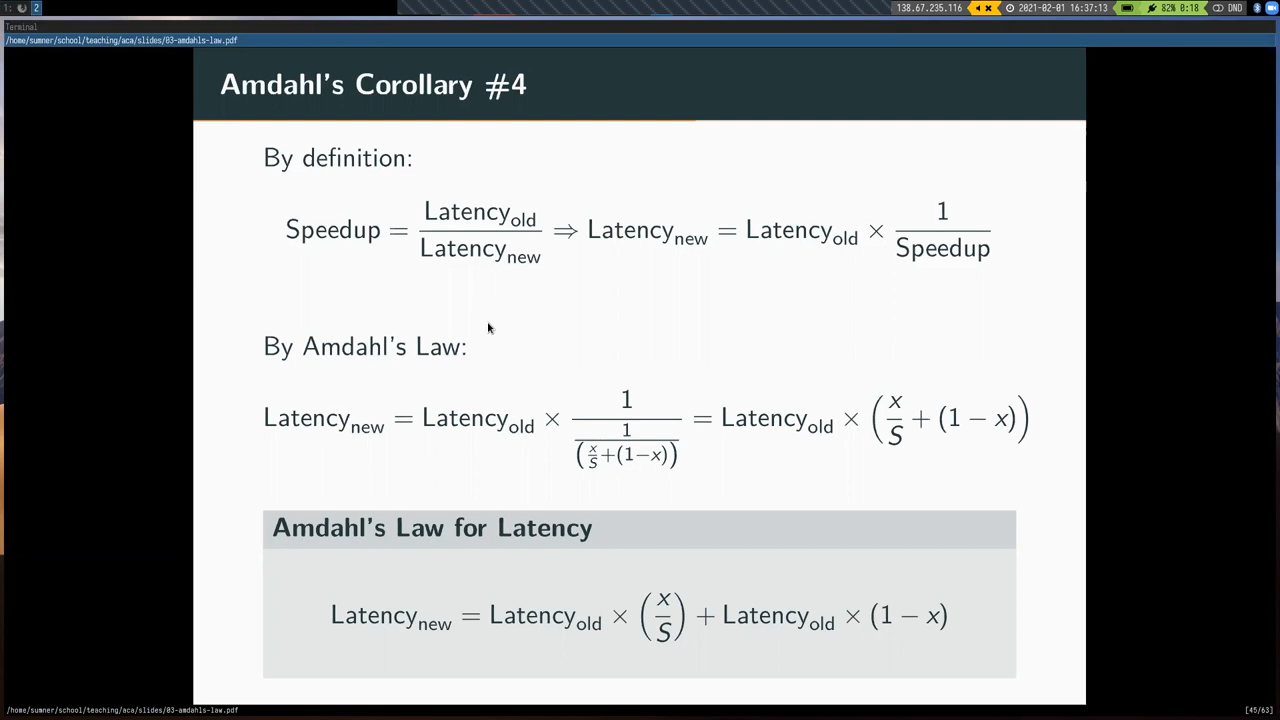 1: 2 138.67.235.116 2021-02-01 16:37:13 82% 0:18 DND
Terminal
/home/sumner/school/teaching/aca/slides/03-amdahls-law.pdf
Amdahl's Corollary #4
By definition:
Speedup = Latency_old / Latency_new ⇒ Latency_new = Latency_old × 1 / Speedup
By Amdahl's Law:
Latency_new = Latency_old × 1 / (1 / (x/S + (1−x))) = Latency_old × (x/S + (1 − x))
Amdahl's Law for Latency
Latency_new = Latency_old × (x/S) + Latency_old × (1 − x)
/home/sumner/school/teaching/aca/slides/03-amdahls-law.pdf [45/63]